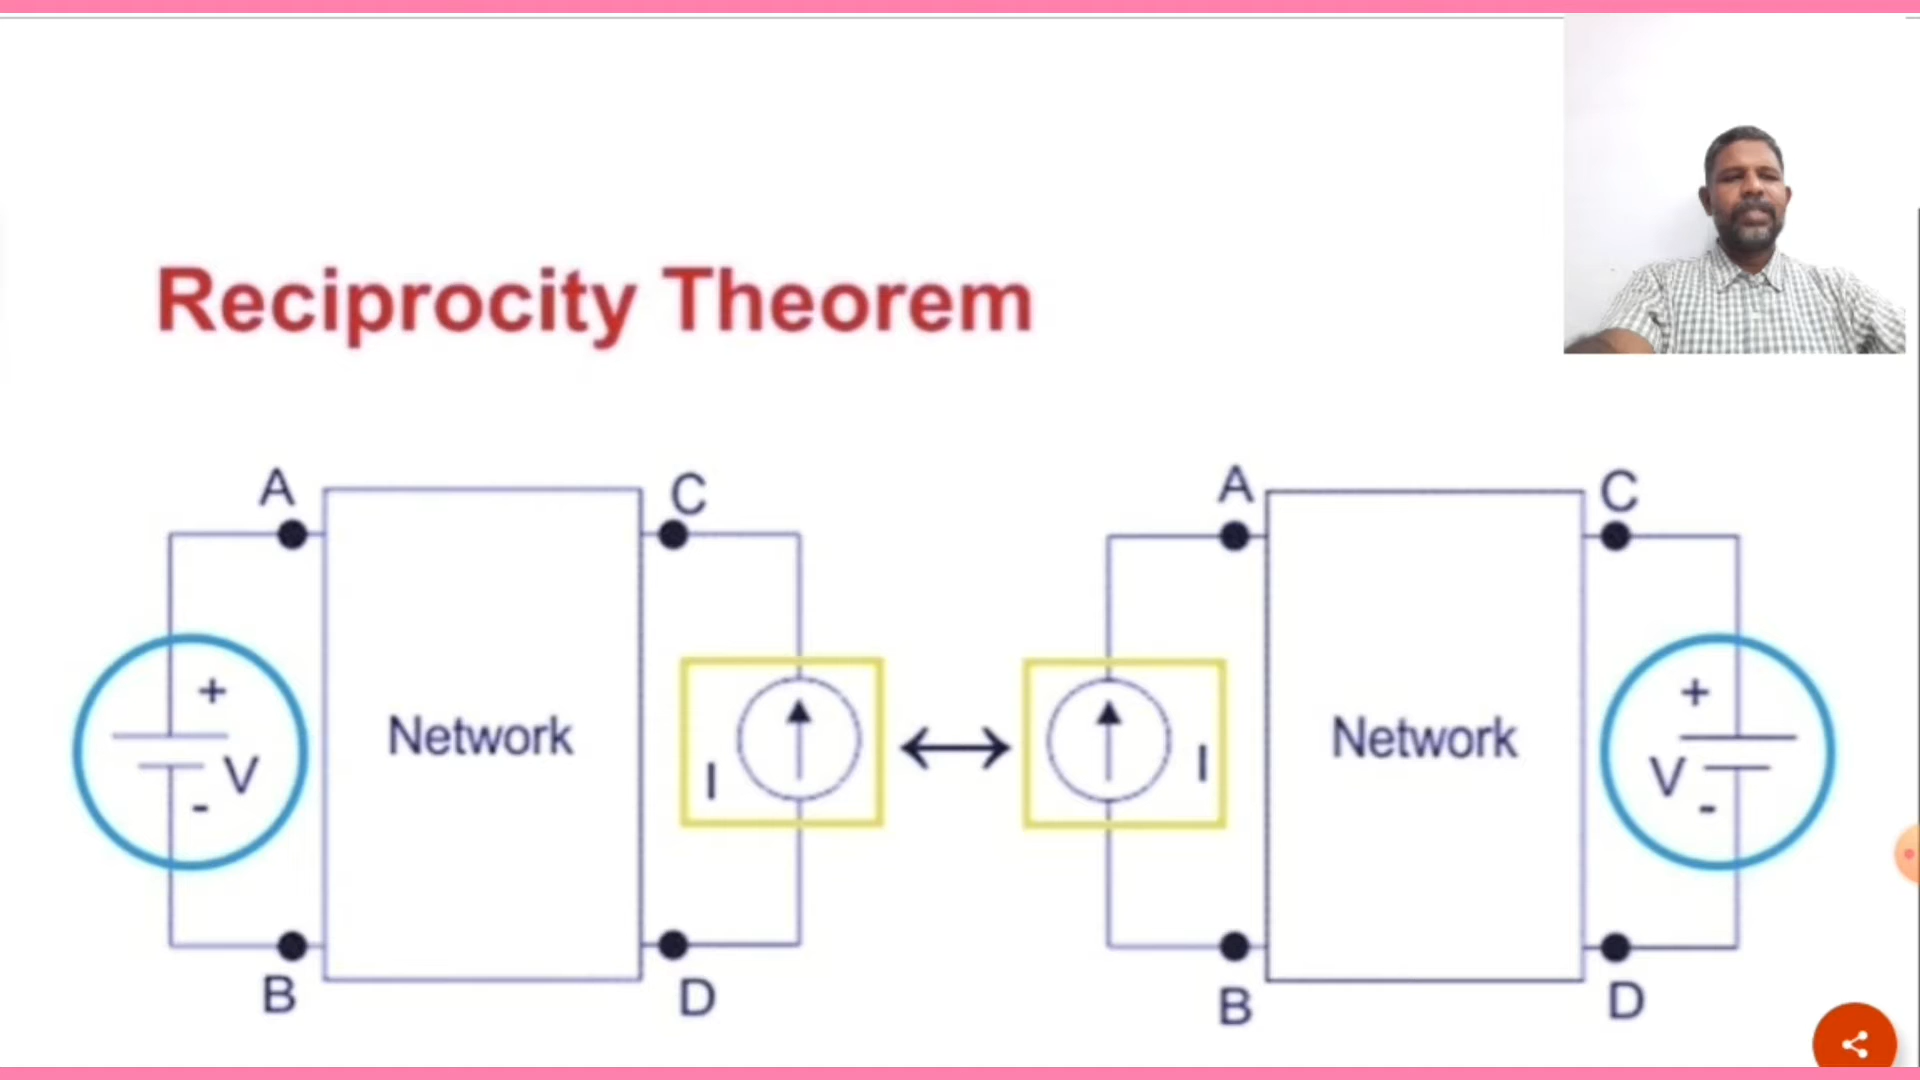 Reciprocity Theorem
A
C
+
V
-
Network
I
B
D
A
C
I
Network
+
V
-
B
D